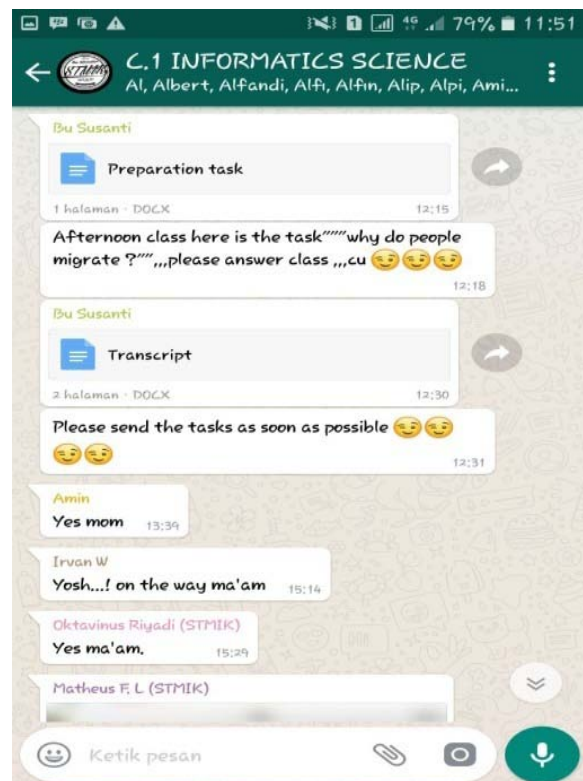 79% 11:51
C.1 INFORMATICS SCIENCE
Al, Albert, Alfandi, Alfi, Alfin, Alip, Alpi, Ami...
Bu Susanti
Preparation task
1 halaman · DOCX 12:15
Afternoon class here is the task"""why do people
migrate ?"",,,please answer class ,,,cu 😏😏😏
12:18
Bu Susanti
Transcript
2 halaman · DOCX 12:30
Please send the tasks as soon as possible 😏😏
😏😏
12:31
Amin
Yes mom 13:39
Irvan W
Yosh...! on the way ma'am 15:14
Oktavinus Riyadi (STMIK)
Yes ma'am. 15:29
Matheus F. L (STMIK)
Ketik pesan